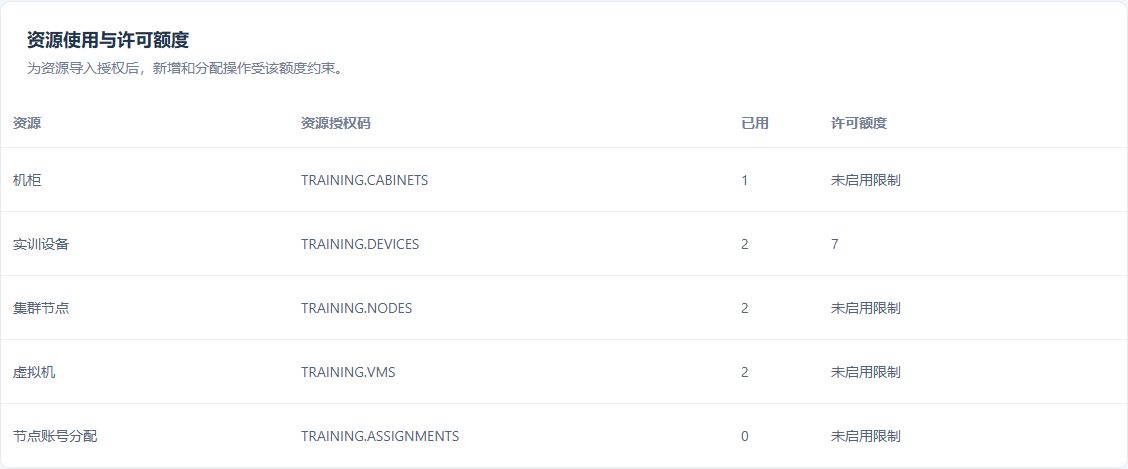 资源使用与许可额度
为资源导入授权后，新增和分配操作受该额度约束。
资源 资源授权码 已用 许可额度
机柜 TRAINING.CABINETS 1 未启用限制
实训设备 TRAINING.DEVICES 2 7
集群节点 TRAINING.NODES 2 未启用限制
虚拟机 TRAINING.VMS 2 未启用限制
节点账号分配 TRAINING.ASSIGNMENTS 0 未启用限制